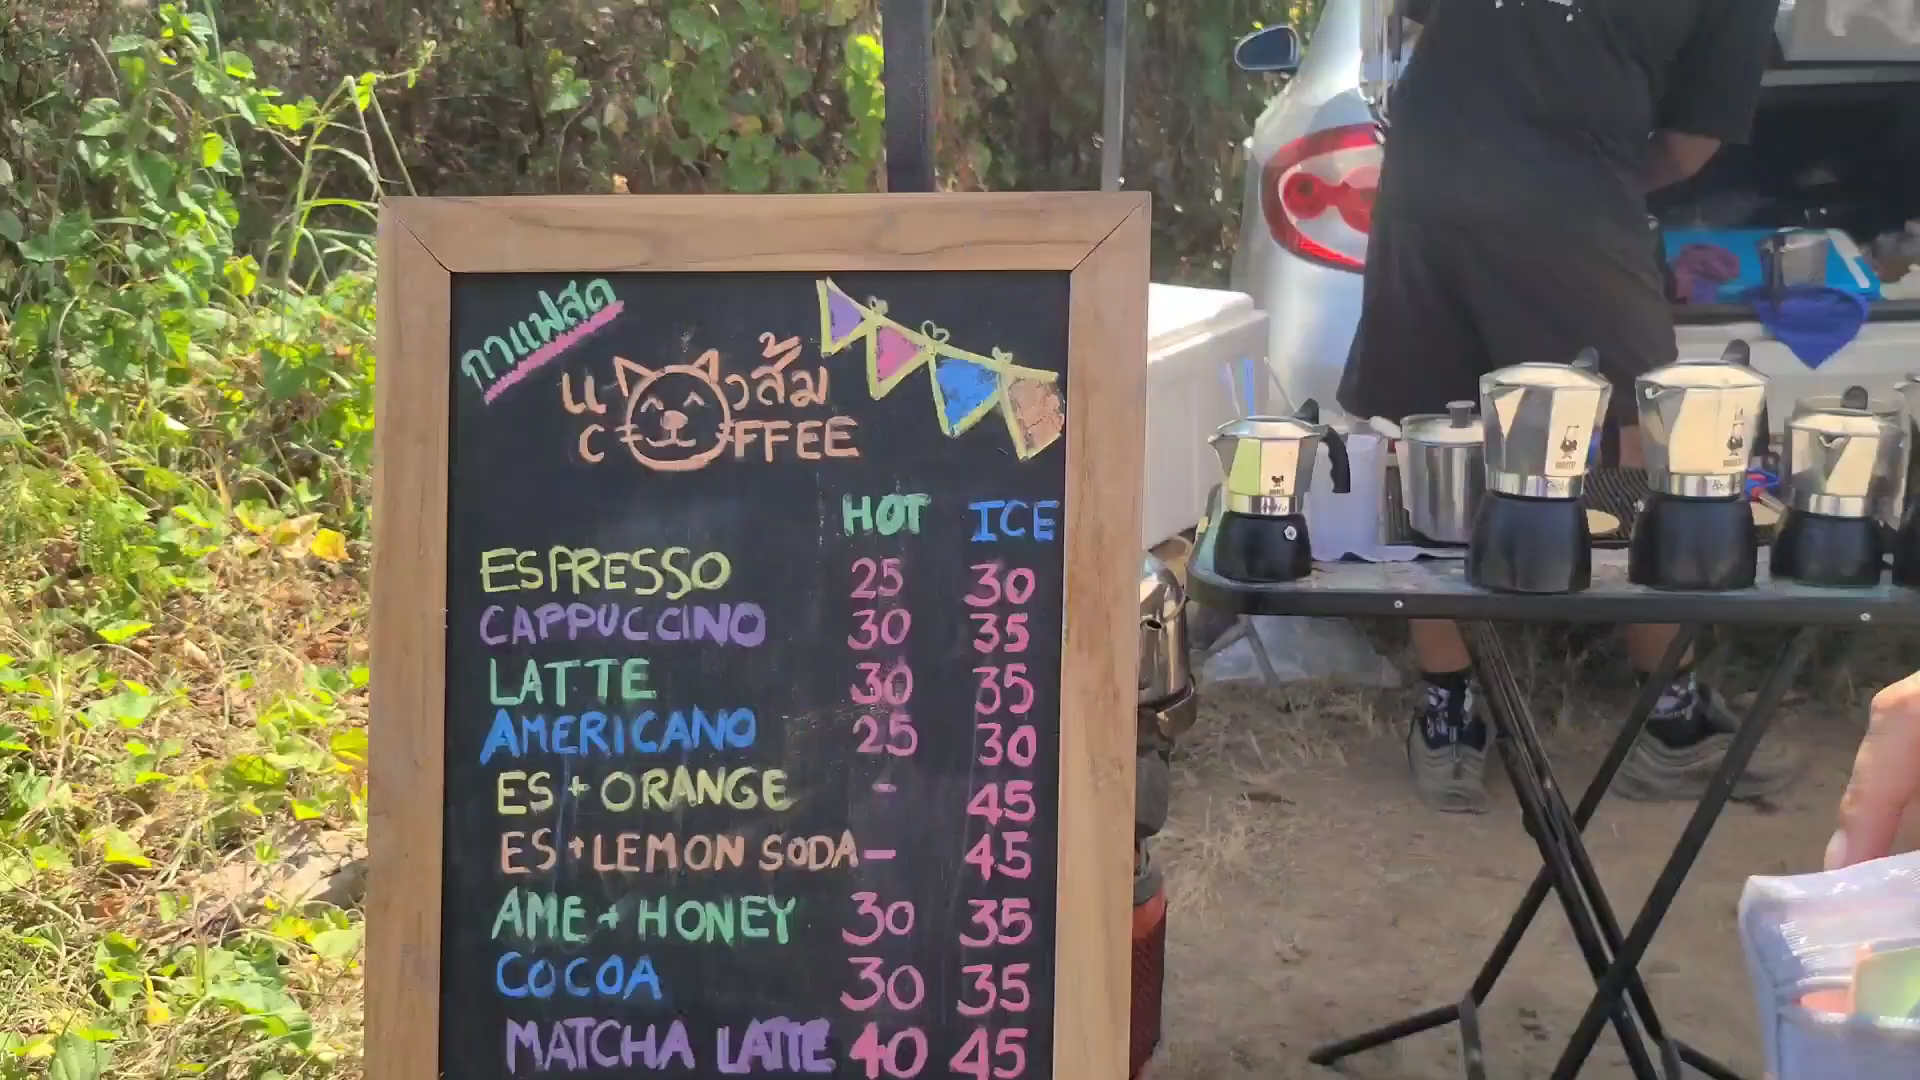 กาแฟสด
แมวส้ม
COFFEE
HOT ICE
ESPRESSO 25 30
CAPPUCCINO 30 35
LATTE 30 35
AMERICANO 25 30
ES + ORANGE - 45
ES + LEMON SODA - 45
AME + HONEY 30 35
COCOA 30 35
MATCHA LATTE 40 45